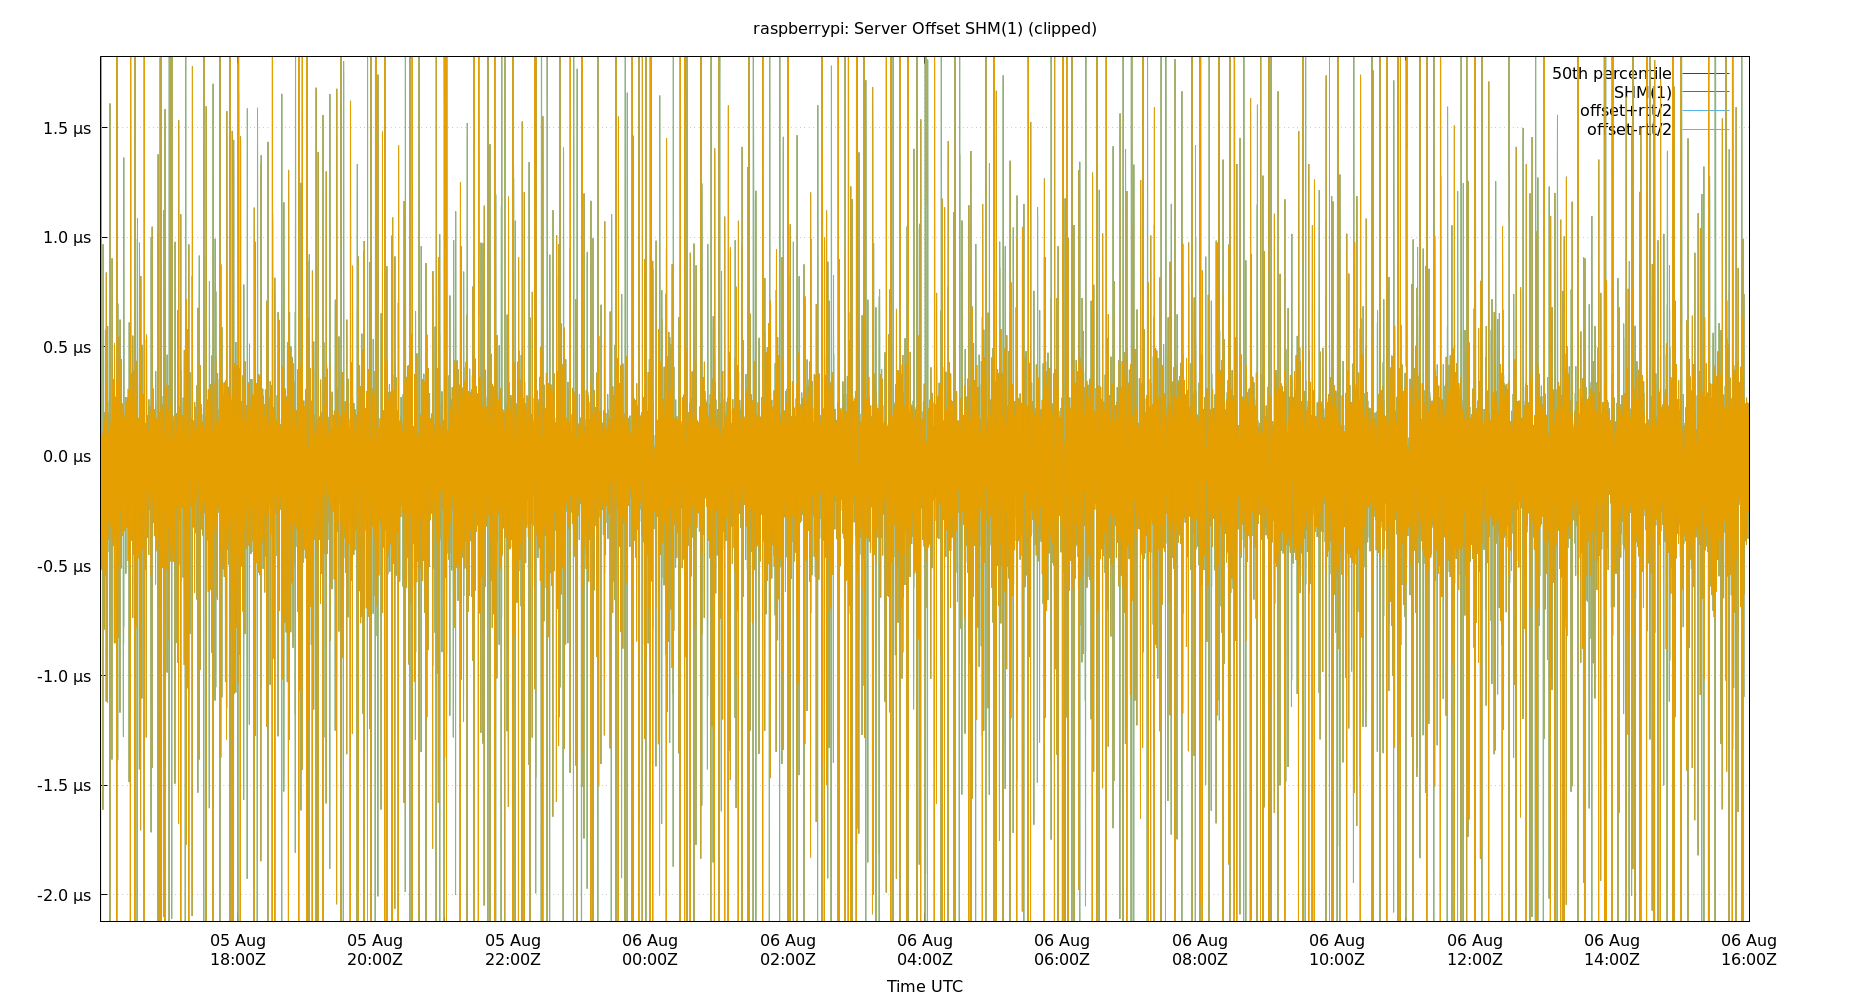 raspberrypi: Server Offset SHM(1) (clipped)
50th percentile
SHM(1)
offset+rtt/2
offset-rtt/2
1.5 µs
1.0 µs
0.5 µs
0.0 µs
-0.5 µs
-1.0 µs
-1.5 µs
-2.0 µs
05 Aug 05 Aug 05 Aug 06 Aug 06 Aug 06 Aug 06 Aug 06 Aug 06 Aug 06 Aug 06 Aug 06 Aug
18:00Z 20:00Z 22:00Z 00:00Z 02:00Z 04:00Z 06:00Z 08:00Z 10:00Z 12:00Z 14:00Z 16:00Z
Time UTC